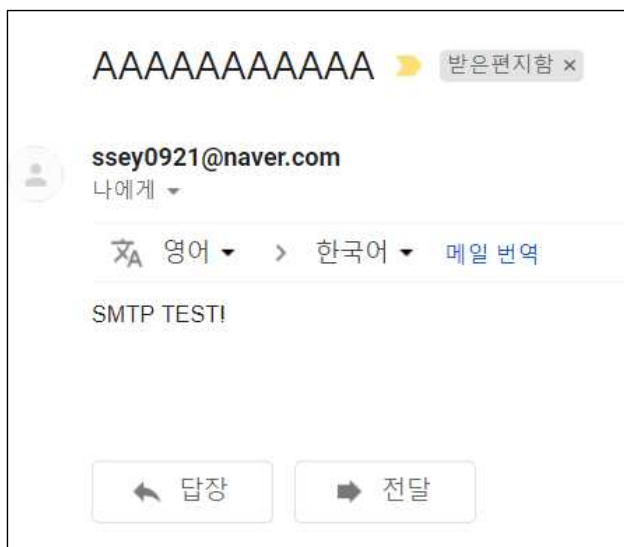 AAAAAAAAAAA 받은편지함 ×
ssey0921@naver.com
나에게
영어 > 한국어 메일 번역
SMTP TEST!
답장 전달